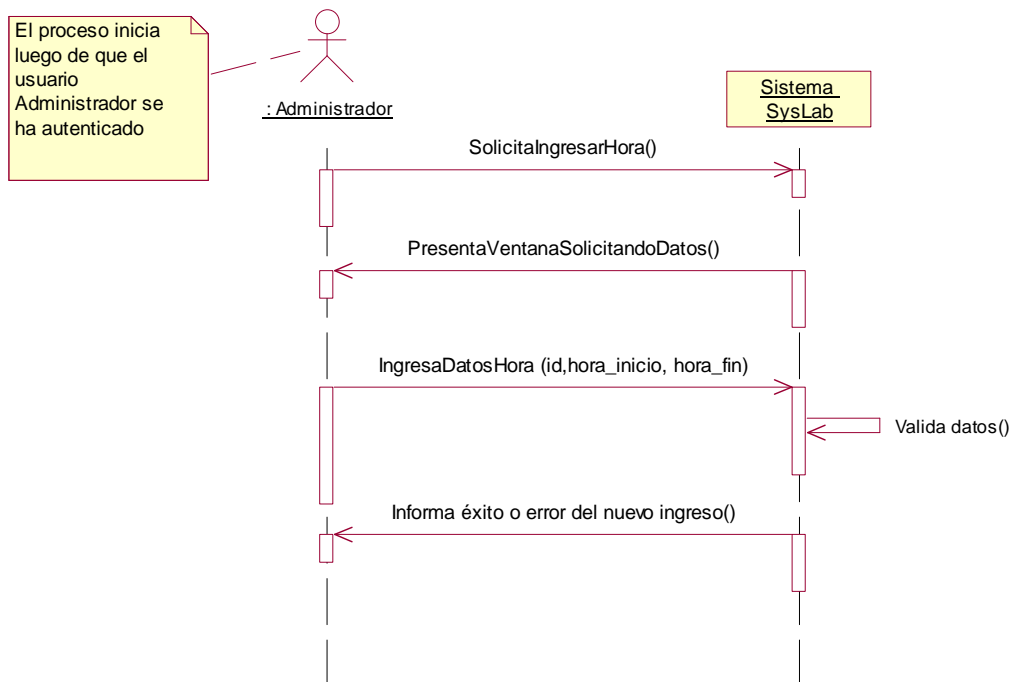 El proceso inicia
luego de que el
usuario
Administrador se
ha autenticado
: Administrador
Sistema
SysLab
SolicitaIngresarHora()
PresentaVentanaSolicitandoDatos()
IngresaDatosHora (id,hora_inicio, hora_fin)
Valida datos()
Informa éxito o error del nuevo ingreso()